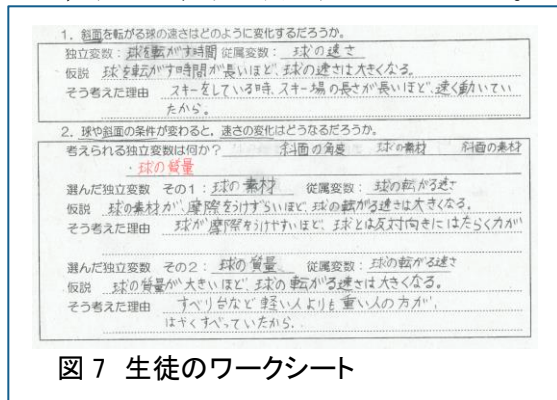 1. 斜面を転がる球の速さはどのように変化するだろうか。
独立変数：球を転がす時間 従属変数： 球の速さ
仮説 球を転がす時間が長いほど、球の速さは大きくなる。
そう考えた理由 スキーをしている時、スキー場の長さが長いほど、速く動いてい
たから。
2. 球や斜面の条件が変わると、速さの変化はどうなるだろうか。
考えられる独立変数は何か？ 斜面の角度 球の素材 斜面の素材
・球の質量
選んだ独立変数 その1：球の素材 従属変数：球の転がる速さ
仮説 球の素材が、摩擦をうけずらいほど、球の転がる速さは大きくなる。
そう考えた理由 球が摩擦をうけやすいほど、球とは反対向きにはたらく力が
選んだ独立変数 その2：球の質量 従属変数：球の転がる速さ
仮説 球の質量が大きいほど、球の転がる速さは大きくなる。
そう考えた理由 すべり台など軽い人よりも重い人の方が、
はやくすべっていたから、
図 7 生徒のワークシート